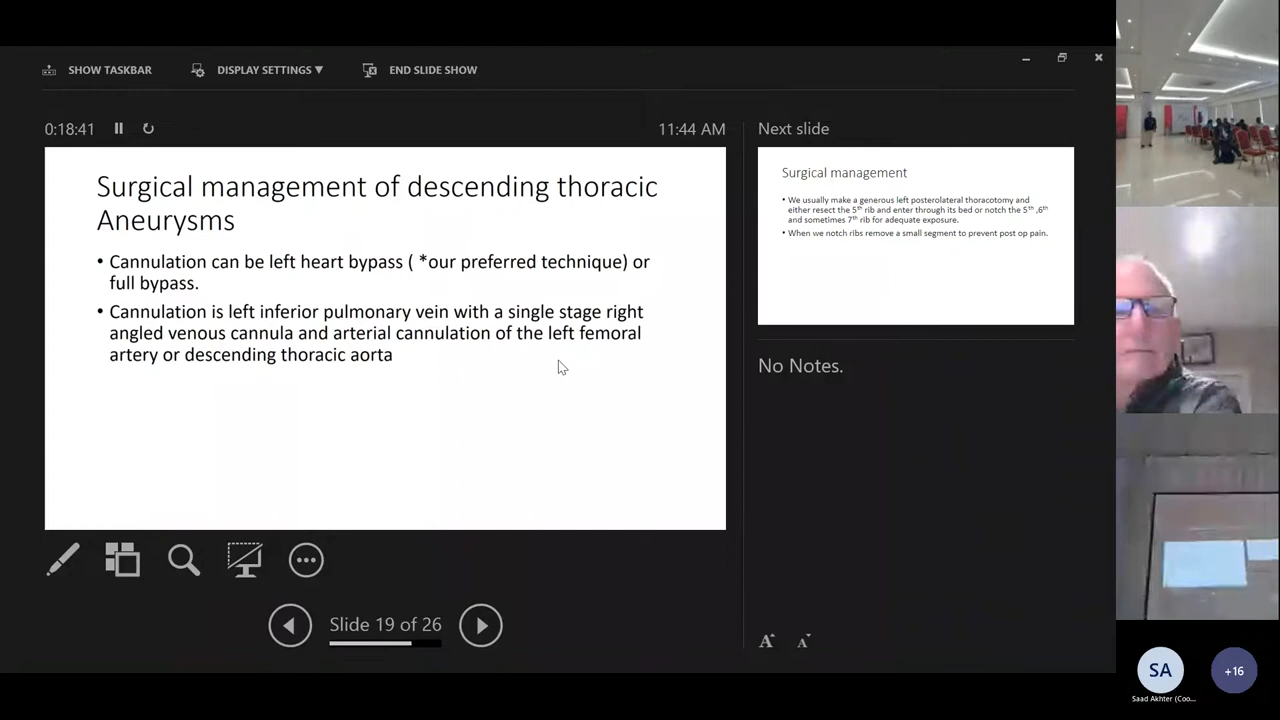 SHOW TASKBAR
DISPLAY SETTINGS ▼
END SLIDE SHOW
0:18:41
11:44 AM
Surgical management of descending thoracic
Aneurysms
• Cannulation can be left heart bypass ( *our preferred technique) or
full bypass.
• Cannulation is left inferior pulmonary vein with a single stage right
angled venous cannula and arterial cannulation of the left femoral
artery or descending thoracic aorta
Slide 19 of 26
Next slide
Surgical management
• We usually make a generous left posterolateral thoracotomy and
either resect the 5th rib and enter through its bed or notch the 5th ,6th
and sometimes 7th rib for adequate exposure.
• When we notch ribs remove a small segment to prevent post op pain.
No Notes.
A A
SA
Saad Akhter (Coo...
+16